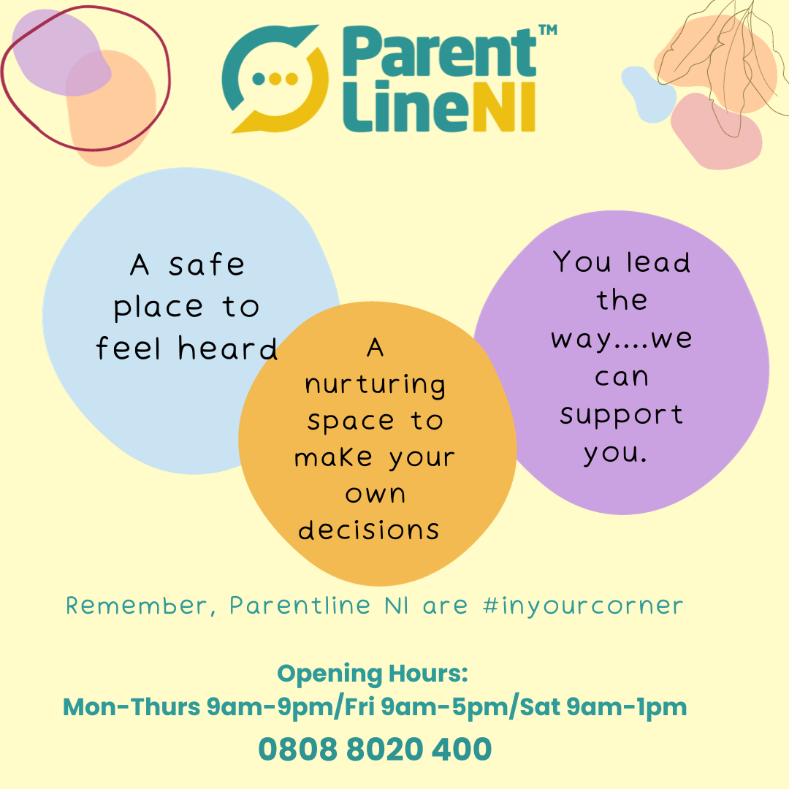 Parent™
LineNI
A safe
place to
feel heard
A
nurturing
space to
make your
own
decisions
You lead
the
way....we
can
support
you.
Remember, Parentline NI are #inyourcorner
Opening Hours:
Mon-Thurs 9am-9pm/Fri 9am-5pm/Sat 9am-1pm
0808 8020 400